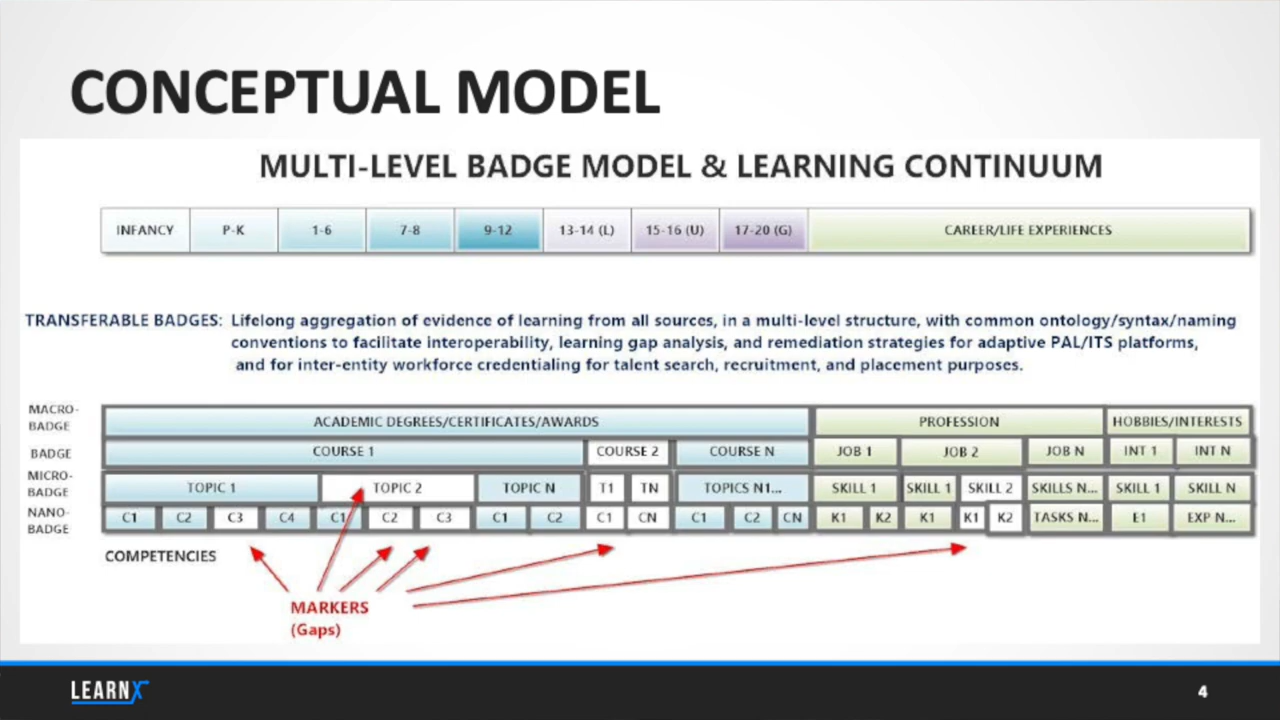 CONCEPTUAL MODEL
MULTI-LEVEL BADGE MODEL & LEARNING CONTINUUM
INFANCY P-K 1-6 7-8 9-12 13-14 (L) 15-16 (U) 17-20 (G) CAREER/LIFE EXPERIENCES
TRANSFERABLE BADGES: Lifelong aggregation of evidence of learning from all sources, in a multi-level structure, with common ontology/syntax/naming
conventions to facilitate interoperability, learning gap analysis, and remediation strategies for adaptive PAL/ITS platforms,
and for inter-entity workforce credentialing for talent search, recruitment, and placement purposes.
MACRO-
BADGE
ACADEMIC DEGREES/CERTIFICATES/AWARDS PROFESSION HOBBIES/INTERESTS
BADGE COURSE 1 COURSE 2 COURSE N JOB 1 JOB 2 JOB N INT 1 INT N
MICRO-
BADGE
TOPIC 1 TOPIC 2 TOPIC N T1 TN TOPICS N1... SKILL 1 SKILL 1 SKILL 2 SKILLS N... SKILL 1 SKILL N
NANO-
BADGE
C1 C2 C3 C4 C1 C2 C3 C1 C2 C1 CN C1 C2 CN K1 K2 K1 K1 K2 TASKS N... E1 EXP N...
COMPETENCIES
MARKERS
(Gaps)
LEARNX
4